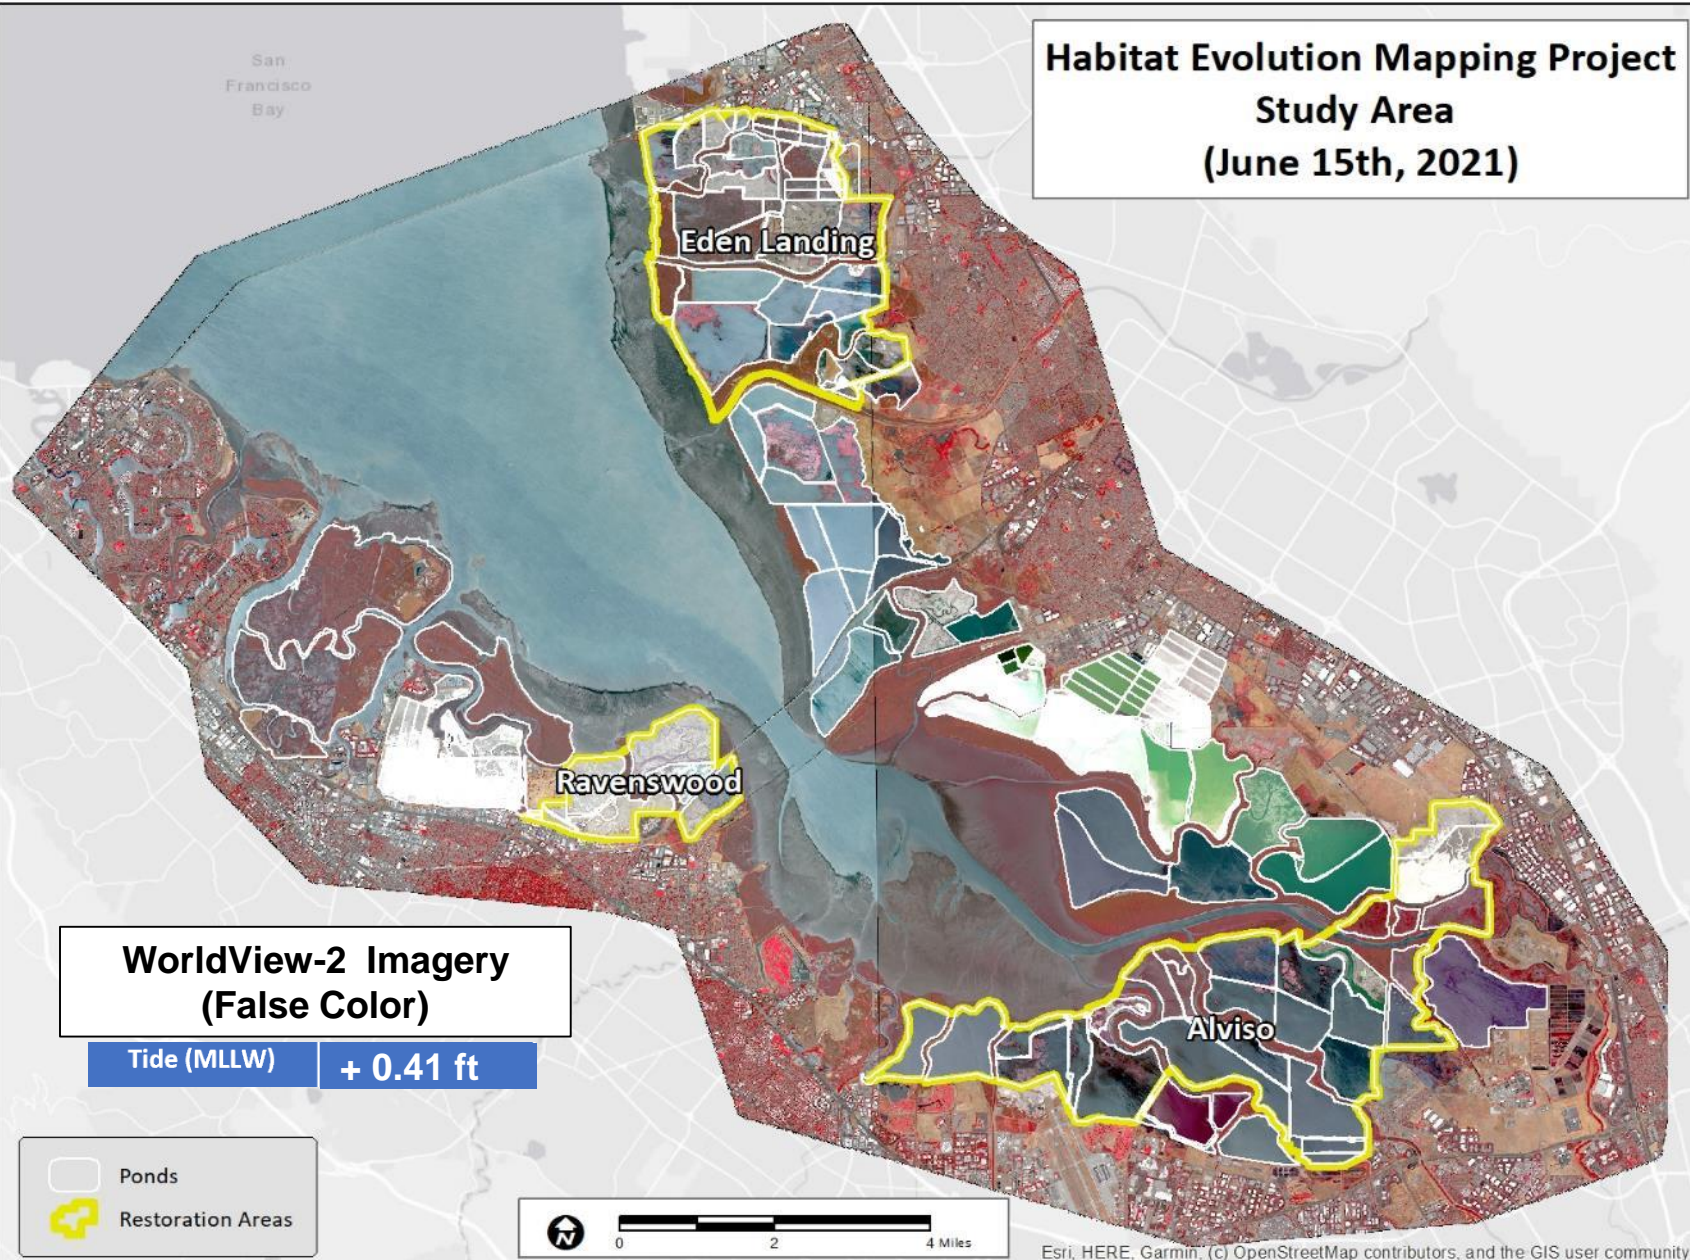 San
Francisco
Bay
Habitat Evolution Mapping Project
Study Area
(June 15th, 2021)
Eden Landing
Ravenswood
Alviso
WorldView-2 Imagery
(False Color)
Tide (MLLW) + 0.41 ft
Ponds
Restoration Areas
N
0 2 4 Miles
Esri, HERE, Garmin, (c) OpenStreetMap contributors, and the GIS user community